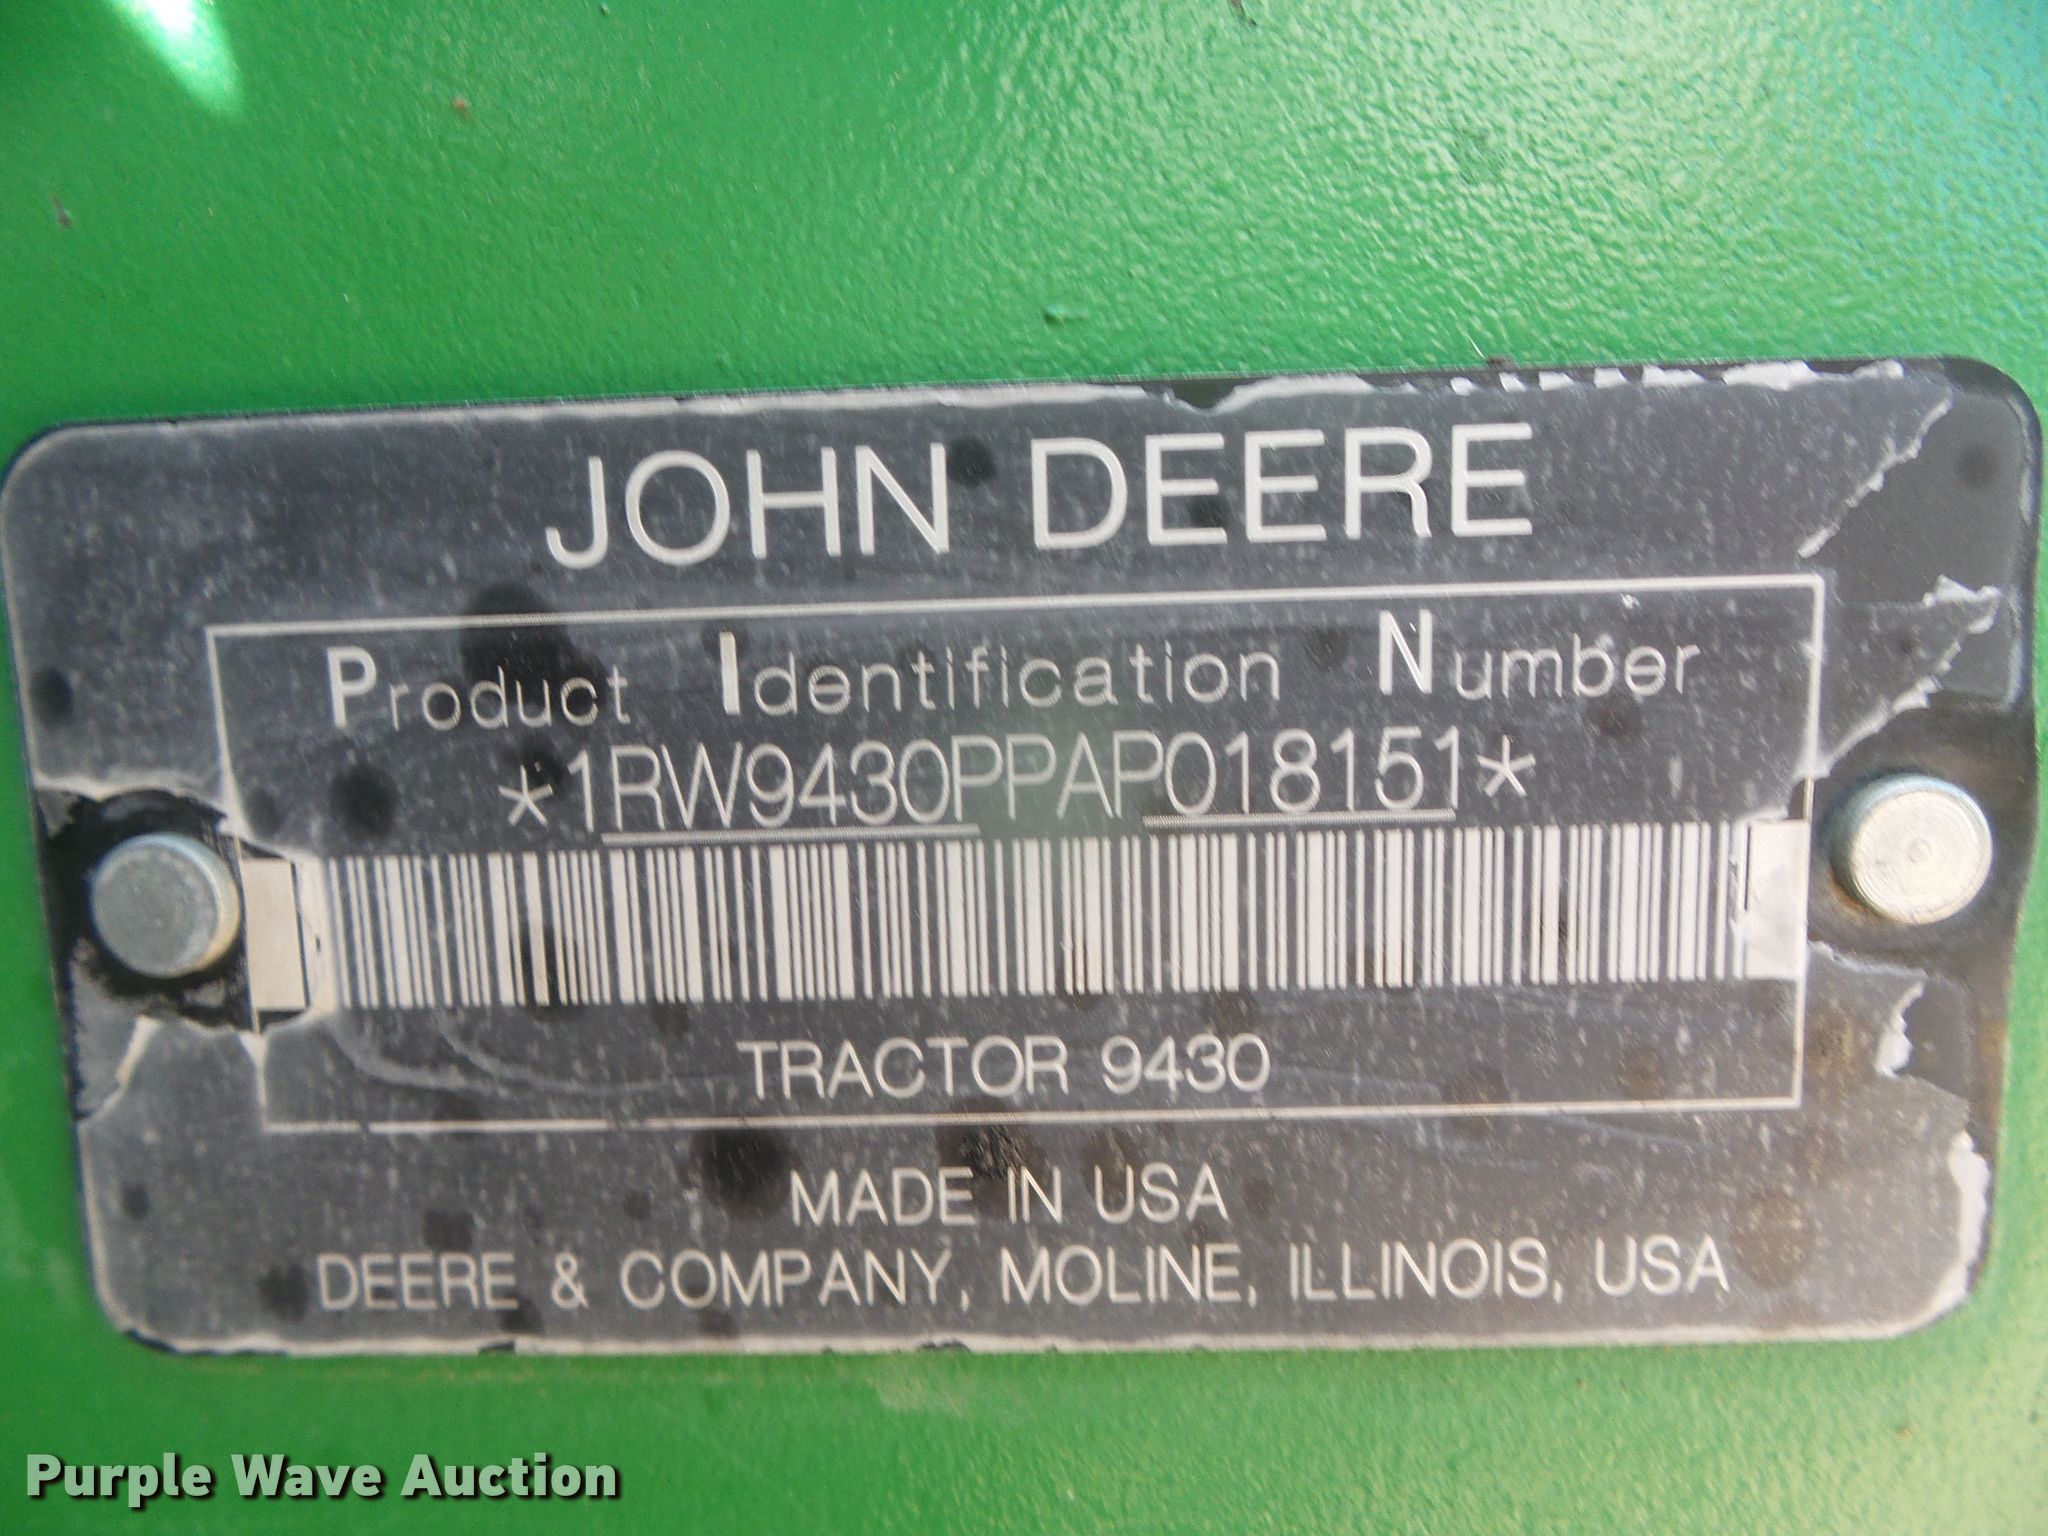 JOHN DEERE
Product Identification Number
*1RW9430PPAP018151*
TRACTOR 9430
MADE IN USA
DEERE & COMPANY, MOLINE, ILLINOIS, USA
Purple Wave Auction